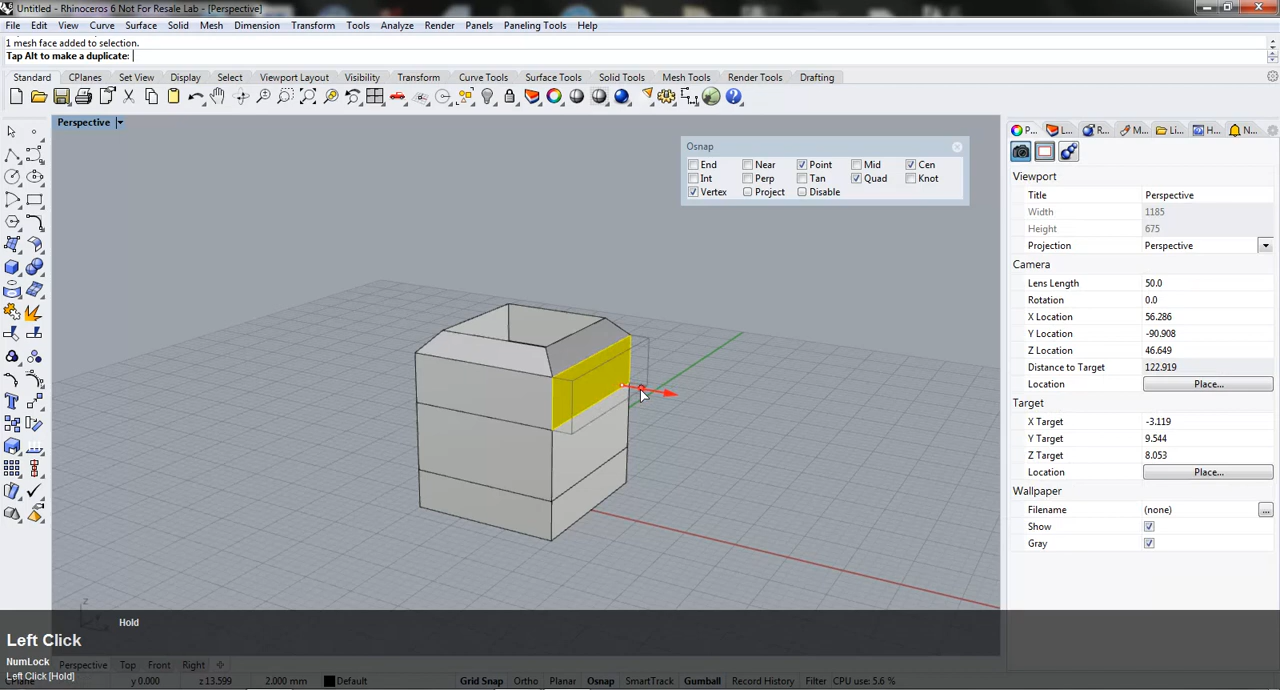 Untitled - Rhinoceros 6 Not For Resale Lab - [Perspective]
File Edit View Curve Surface Solid Mesh Dimension Transform Tools Analyze Render Panels Paneling Tools Help
1 mesh face added to selection.
Tap Alt to make a duplicate:
Standard CPlanes Set View Display Select Viewport Layout Visibility Transform Curve Tools Surface Tools Solid Tools Mesh Tools Render Tools Drafting
Perspective
Osnap
End Near Point Mid Cen
Int Perp Tan Quad Knot
Vertex Project Disable
P... L... R... M... Li... H... N...
Viewport
Title Perspective
Width 1185
Height 675
Projection Perspective
Camera
Lens Length 50.0
Rotation 0.0
X Location 56.286
Y Location -90.908
Z Location 46.649
Distance to Target 122.919
Location Place...
Target
X Target -3.119
Y Target 9.544
Z Target 8.053
Location Place...
Wallpaper
Filename (none) ...
Show
Gray
z
Hold
Left Click
NumLock
Left Click [Hold]
Perspective Top Front Right
CPlane y 0.000 z 13.599 2.000 mm Default Grid Snap Ortho Planar Osnap SmartTrack Gumball Record History Filter CPU use: 5.6 %